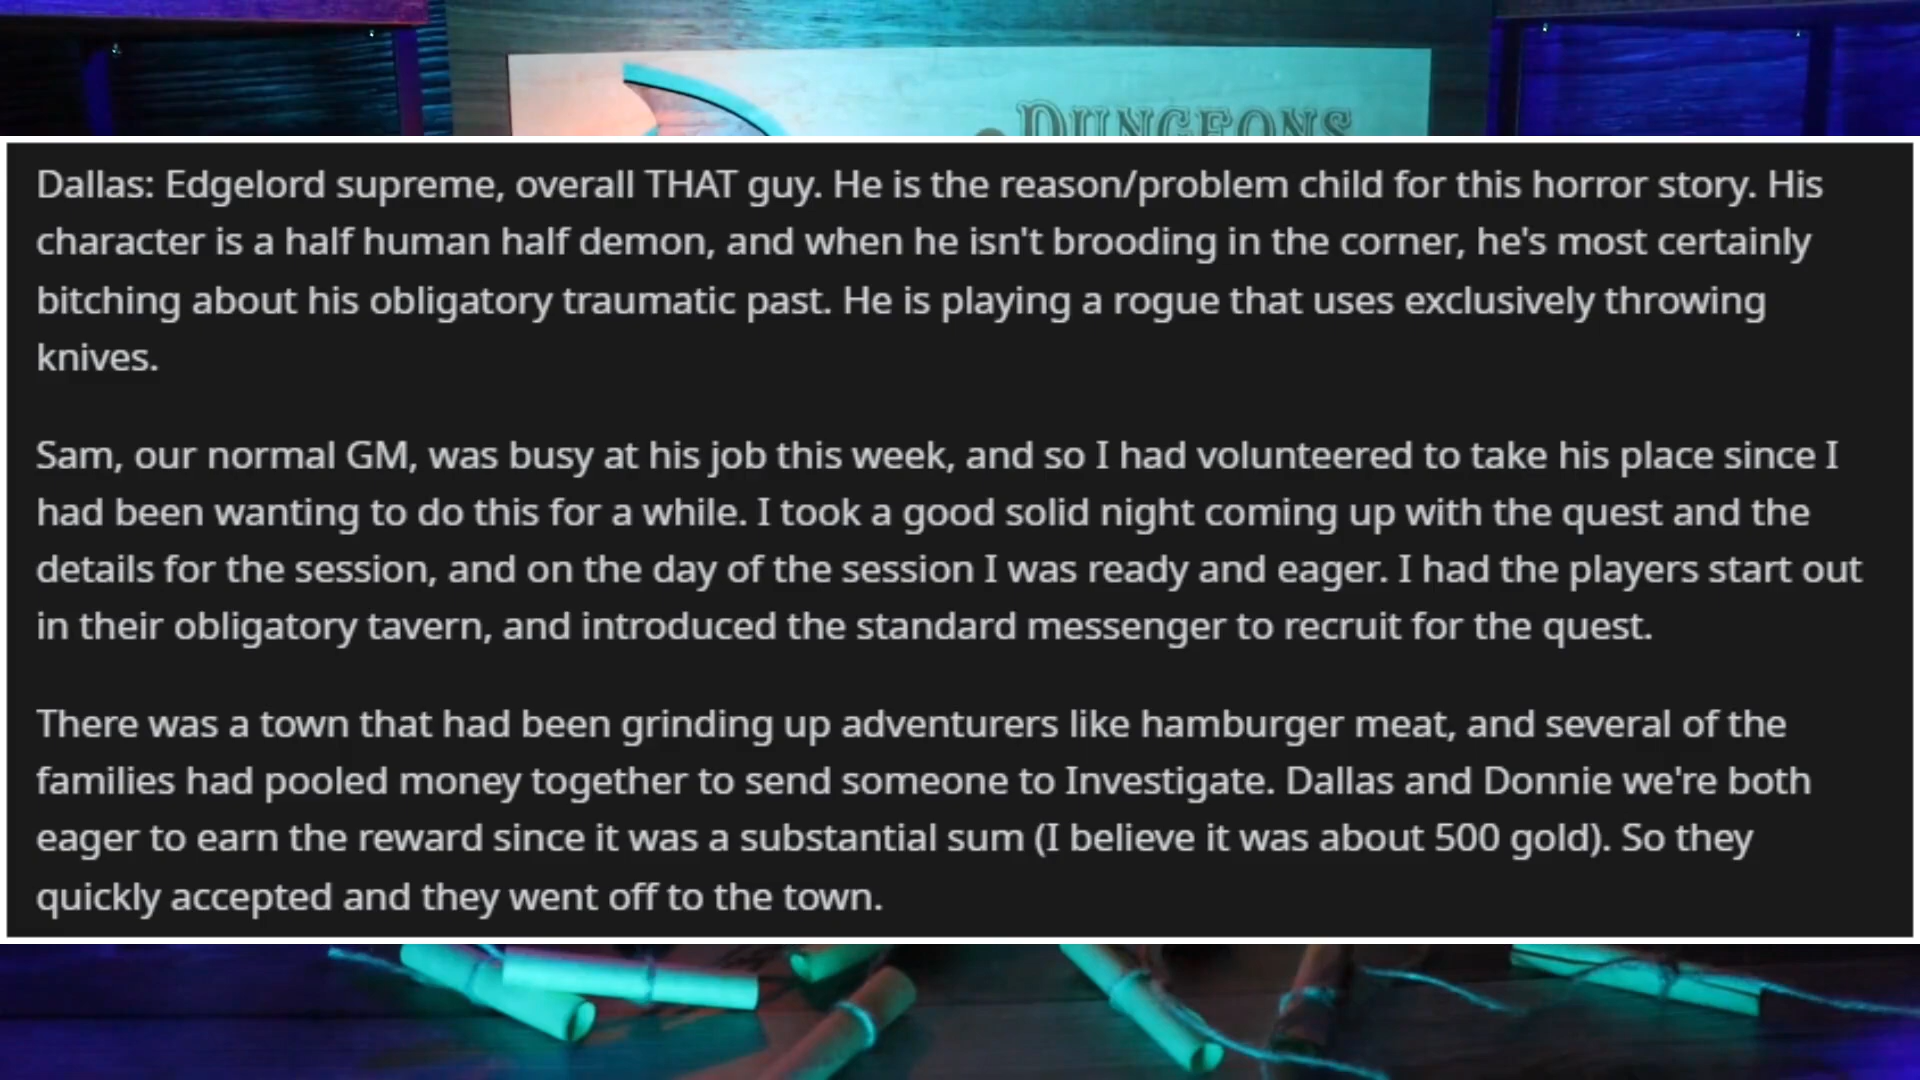 DUNGEONS
Dallas: Edgelord supreme, overall THAT guy. He is the reason/problem child for this horror story. His
character is a half human half demon, and when he isn't brooding in the corner, he's most certainly
bitching about his obligatory traumatic past. He is playing a rogue that uses exclusively throwing
knives.
Sam, our normal GM, was busy at his job this week, and so I had volunteered to take his place since I
had been wanting to do this for a while. I took a good solid night coming up with the quest and the
details for the session, and on the day of the session I was ready and eager. I had the players start out
in their obligatory tavern, and introduced the standard messenger to recruit for the quest.
There was a town that had been grinding up adventurers like hamburger meat, and several of the
families had pooled money together to send someone to Investigate. Dallas and Donnie we're both
eager to earn the reward since it was a substantial sum (I believe it was about 500 gold). So they
quickly accepted and they went off to the town.